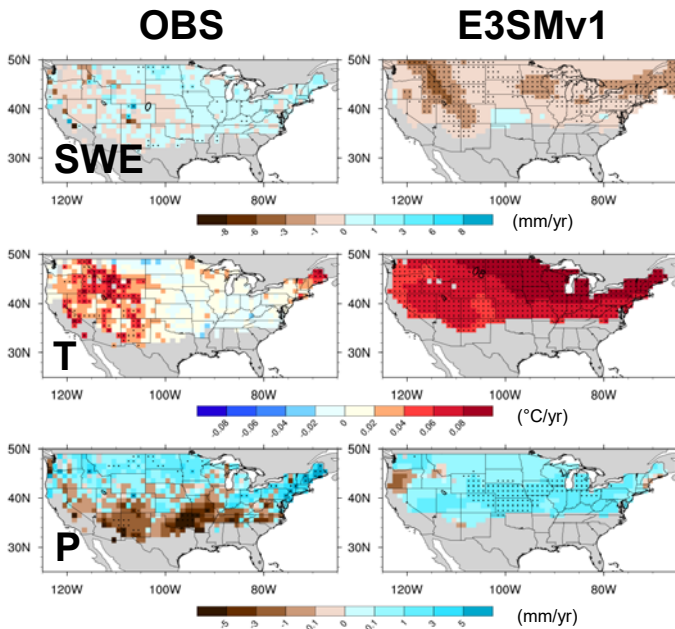 OBS E3SMv1
50N 50N
40N 40N
30N 30N
SWE
120W 100W 80W 120W 100W 80W
-8 -6 -3 -1 0 1 3 6 8 (mm/yr)
50N 50N
40N 40N
30N 30N
T
120W 100W 80W 120W 100W 80W
-0.08 -0.06 -0.04 -0.02 0 0.02 0.04 0.06 0.08 (°C/yr)
50N 50N
40N 40N
30N 30N
P
120W 100W 80W 120W 100W 80W
-5 -3 -1 -0.1 0 0.1 1 3 5 (mm/yr)